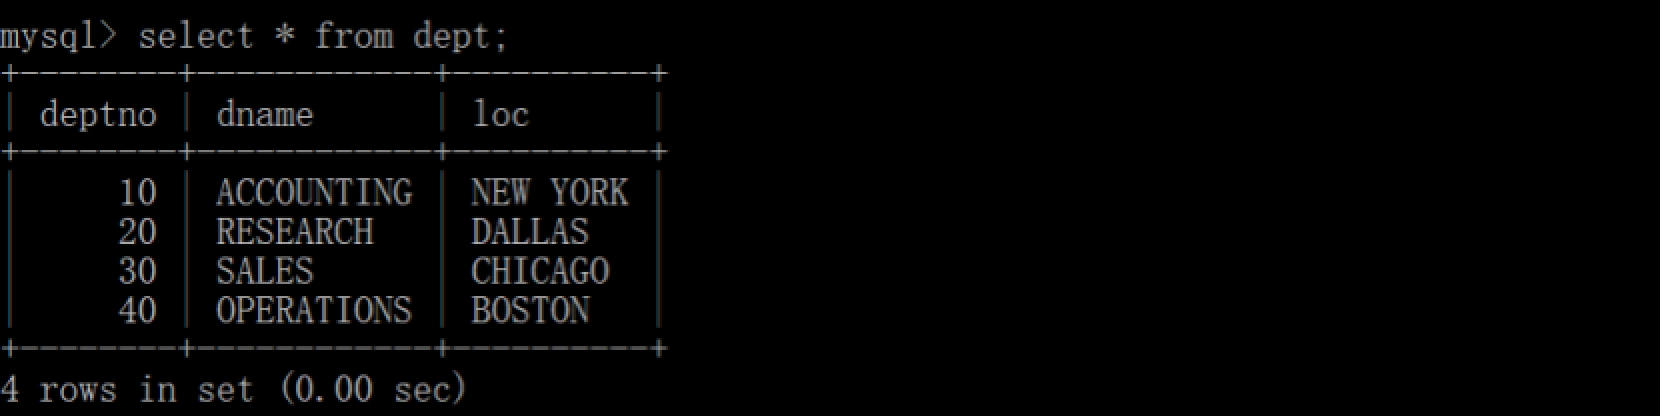 mysql> select * from dept;
+--------+------------+----------+
| deptno | dname      | loc      |
+--------+------------+----------+
|     10 | ACCOUNTING | NEW YORK |
|     20 | RESEARCH   | DALLAS   |
|     30 | SALES      | CHICAGO  |
|     40 | OPERATIONS | BOSTON   |
+--------+------------+----------+
4 rows in set (0.00 sec)